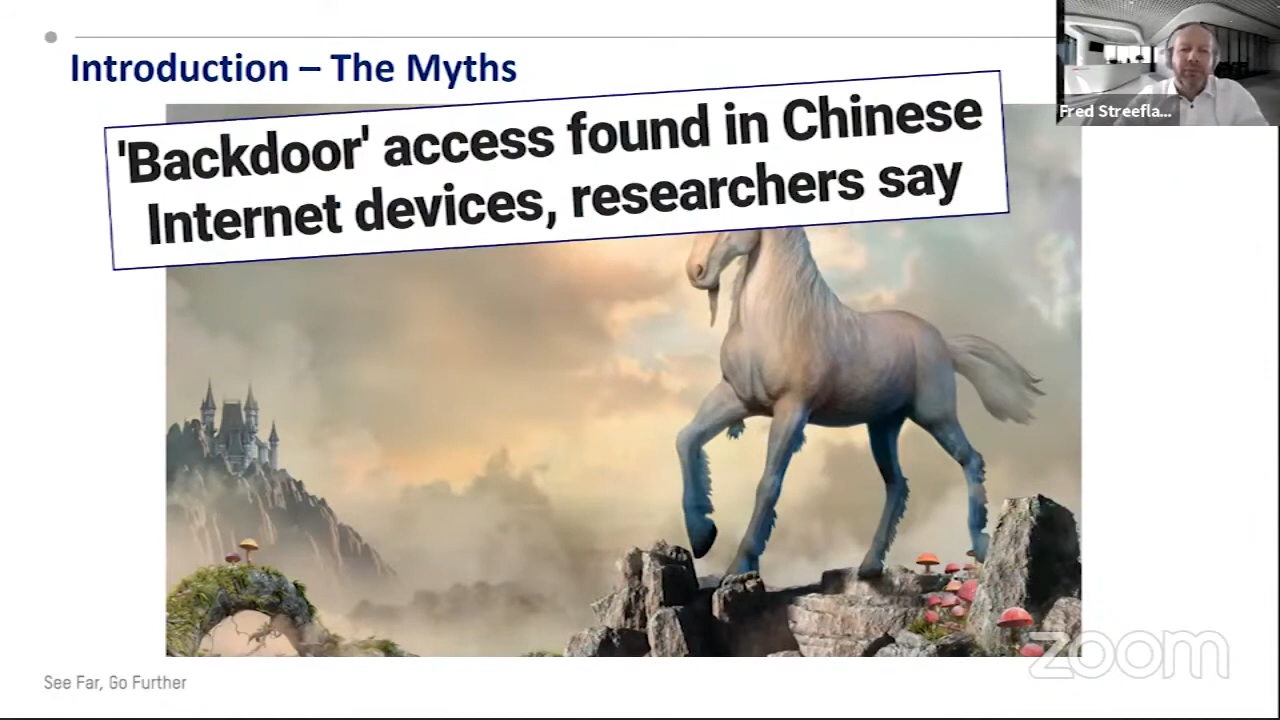 Introduction – The Myths
'Backdoor' access found in Chinese
Internet devices, researchers say
Fred Streefla...
See Far, Go Further
zoom